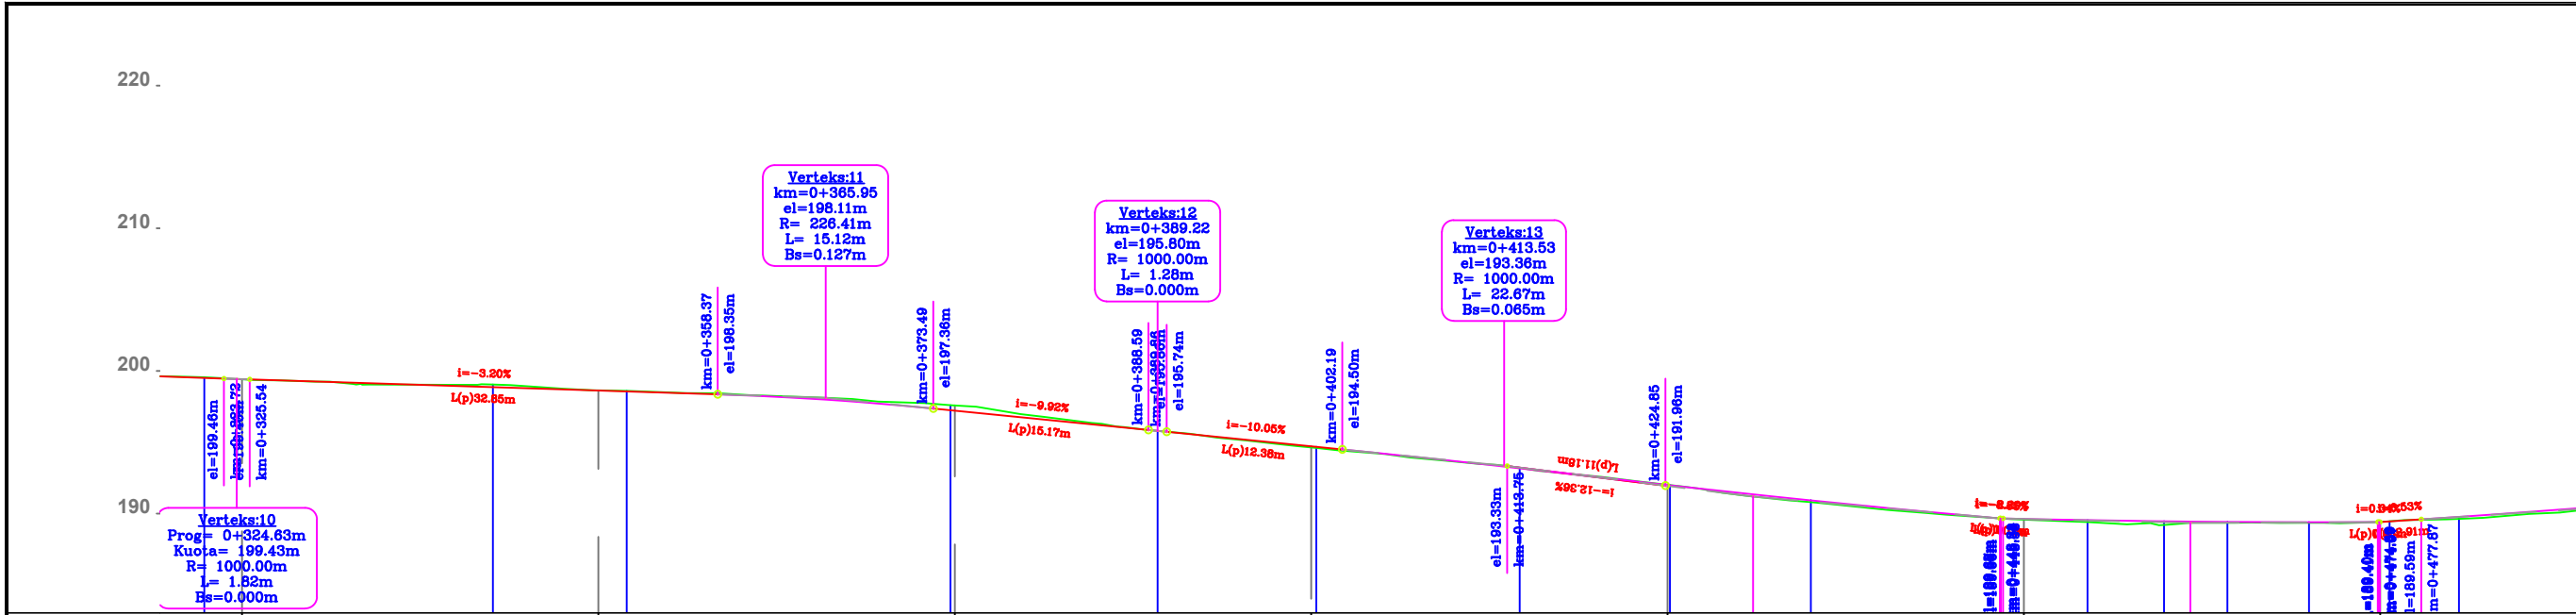 220
210
200
190
Verteks:10
Prog= 0+324.63m
Kuota= 199.43m
R= 1000.00m
L= 1.82m
Bs=0.000m
el=199.46m
km=0+325.54
i=-3.20%
L(p)32.85m
km=0+358.37
el=198.35m
Verteks:11
km=0+365.95
el=198.11m
R= 226.41m
L= 15.12m
Bs=0.127m
km=0+373.49
el=197.36m
i=-9.92%
L(p)15.17m
Verteks:12
km=0+389.22
el=195.80m
R= 1000.00m
L= 1.28m
Bs=0.000m
km=0+388.59
el=195.74m
i=-10.05%
L(p)12.38m
km=0+402.19
el=194.50m
Verteks:13
km=0+413.53
el=193.36m
R= 1000.00m
L= 22.67m
Bs=0.065m
el=193.33m
km=0+413.75
L(p)11.18m
i=-12.36%
km=0+424.85
el=191.96m
l=189.59m
m=0+477.87